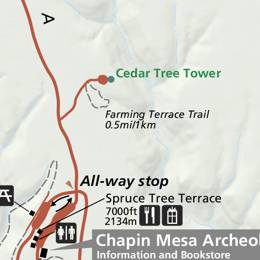 A
Cedar Tree Tower
Farming Terrace Trail
0.5mi/1km
All-way stop
Spruce Tree Terrace
7000ft
2134m
Chapin Mesa Archeo
Information and Bookstore